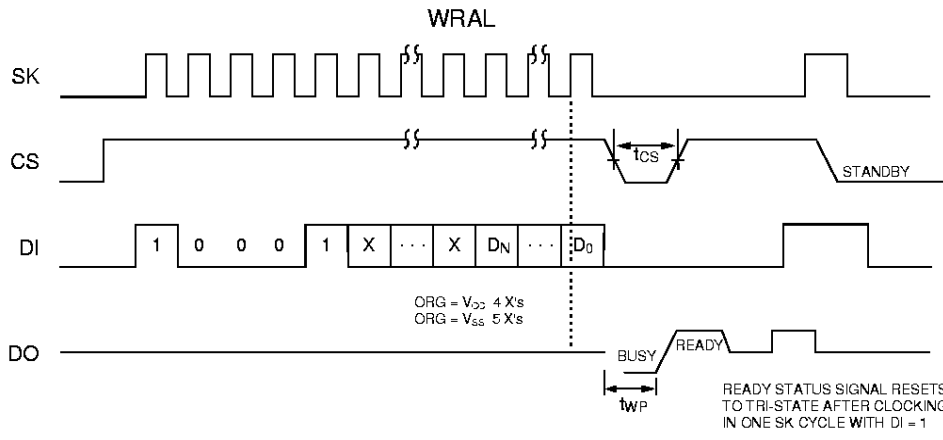 WRAL
SK
CS
tCS
STANDBY
DI
1 0 0 0 1 X ··· X DN ··· D0
ORG = VCC 4 X's
ORG = VSS 5 X's
DO
BUSY
READY
tWP
READY STATUS SIGNAL RESETS
TO TRI-STATE AFTER CLOCKING
IN ONE SK CYCLE WITH DI = 1